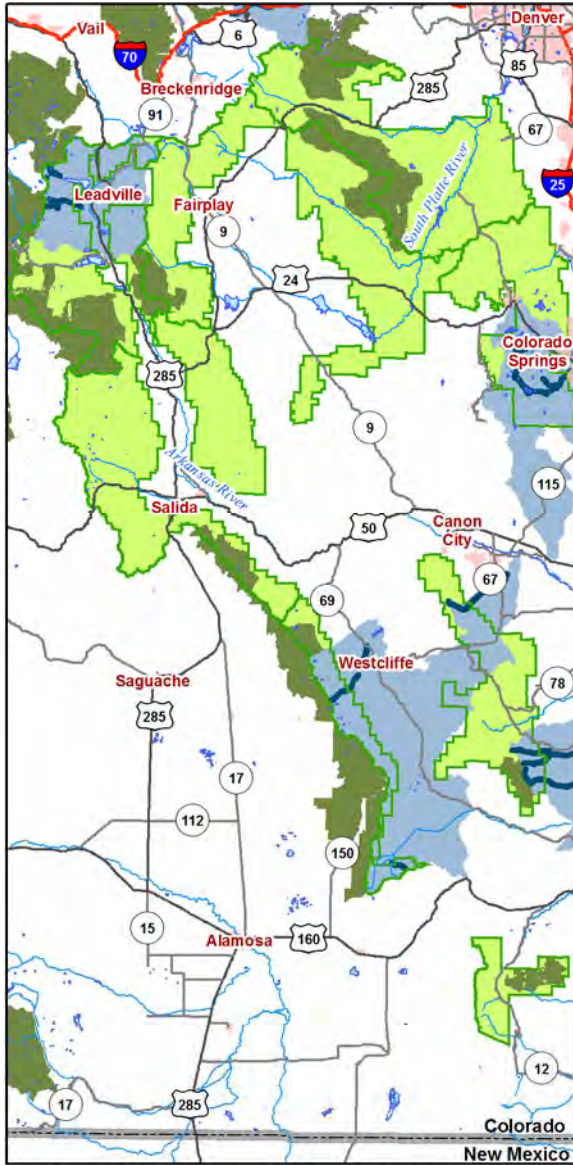 Denver
Vail
6
70
85
Breckenridge
285
91
67
25
Leadville
Fairplay
South Platte River
9
24
Colorado
Springs
285
9
Arkansas River
115
Salida
50
Canon
City
67
69
Westcliffe
Saguache
78
285
17
112
150
15
Alamosa
160
12
17
285
Colorado
New Mexico